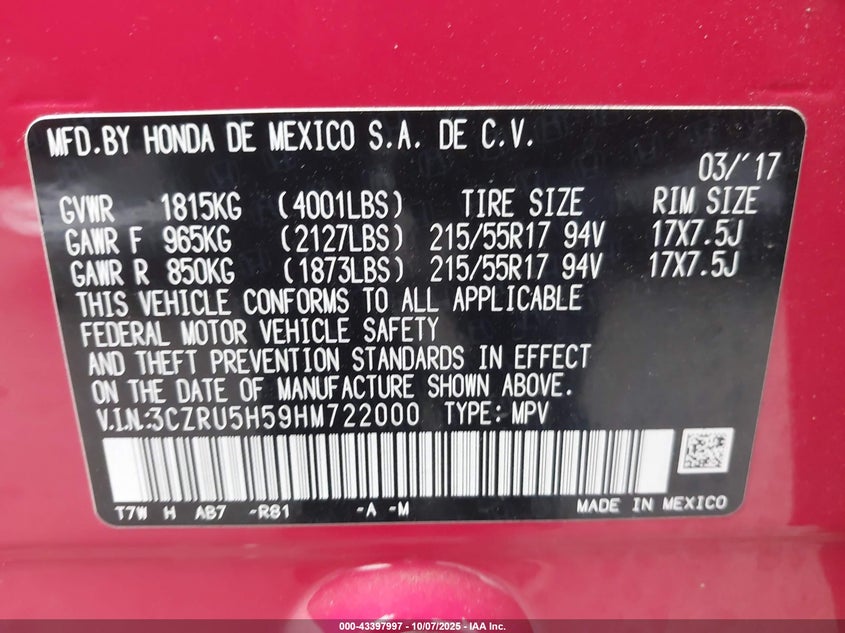 MFD.BY HONDA DE MEXICO S.A. DE C.V.
03/'17
GVWR 1815KG (4001LBS) TIRE SIZE RIM SIZE
GAWR F 965KG (2127LBS) 215/55R17 94V 17X7.5J
GAWR R 850KG (1873LBS) 215/55R17 94V 17X7.5J
THIS VEHICLE CONFORMS TO ALL APPLICABLE
FEDERAL MOTOR VEHICLE SAFETY
AND THEFT PREVENTION STANDARDS IN EFFECT
ON THE DATE OF MANUFACTURE SHOWN ABOVE.
V.I.N.:3CZRU5H59HM722000 TYPE: MPV
T7W H AB7 -R81 -A -M MADE IN MEXICO
000-43397997 - 10/07/2025 - IAA Inc.